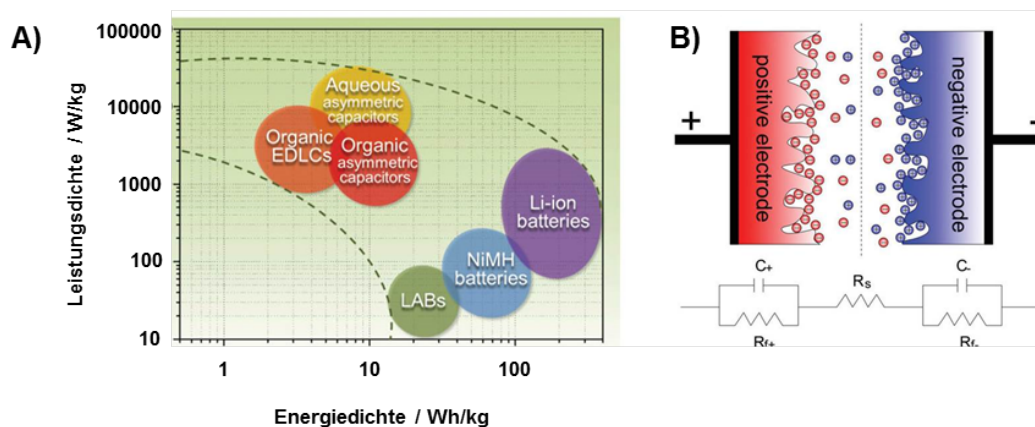 A)
100000
10000
1000
100
10
Leistungsdichte / W/kg
Aqueous
asymmetric
capacitors
Organic
EDLCs
Organic
asymmetric
capacitors
Li-ion
batteries
NiMH
batteries
LABs
1
10
100
Energiedichte / Wh/kg
B)
+
positive electrode
negative electrode
C+
Rf+
Rs
C-
Rf-